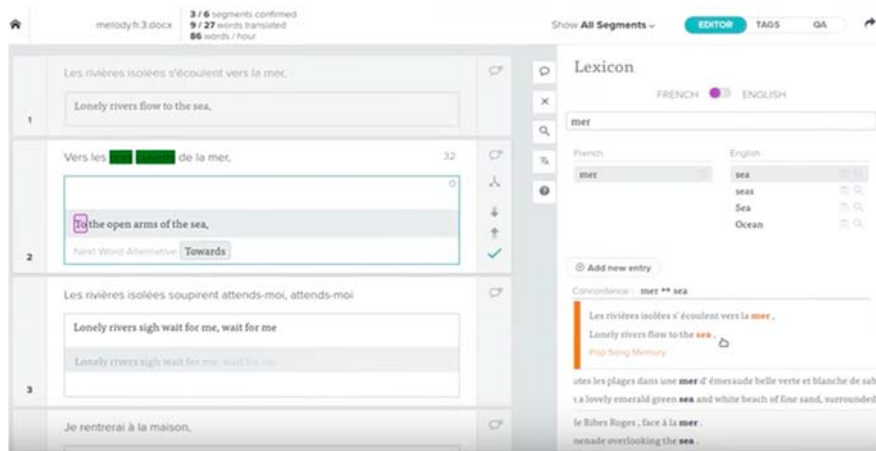 melody.fr.3.docx
3 / 6 segments confirmed
9 / 27 words translated
86 words / hour
Show All Segments
EDITOR TAGS QA
Les rivières isolées s'écoulent vers la mer,
Lonely rivers flow to the sea,
1
Vers les de la mer, 32
0
To the open arms of the sea,
Next Word Alternative Towards
2
Les rivières isolées soupirent attends-moi, attends-moi
Lonely rivers sigh wait for me, wait for me
Lonely rivers sigh wait for me, wait for me
3
Je rentrerai à la maison,
Lexicon
FRENCH ENGLISH
mer
French English
mer sea
seas
Sea
Ocean
Add new entry
Concordance : mer ** sea
Les rivières isolées s' écoulent vers la mer ,
Lonely rivers flow to the sea ,
Pop Song Memory
utes les plages dans une mer d' émeraude belle verte et blanche de sab
a lovely emerald green sea and white beach of fine sand, surrounded
le Ribes Roges , face à la mer .
menade overlooking the sea .